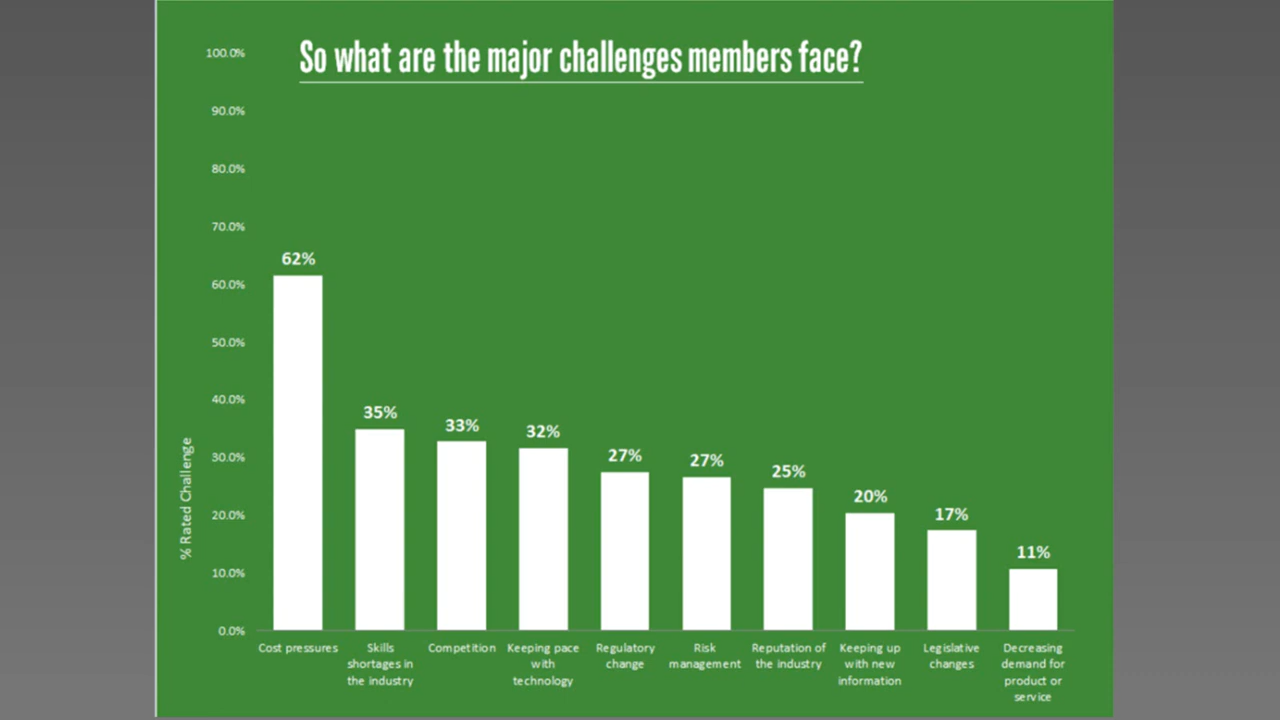 So what are the major challenges members face?
100.0%
90.0%
80.0%
70.0%
60.0%
50.0%
40.0%
30.0%
20.0%
10.0%
0.0%
% Rated Challenge
62%
35%
33%
32%
27%
27%
25%
20%
17%
11%
Cost pressures
Skills
shortages in
the industry
Competition
Keeping pace
with
technology
Regulatory
change
Risk
management
Reputation of
the industry
Keeping up
with new
information
Legislative
changes
Decreasing
demand for
product or
service